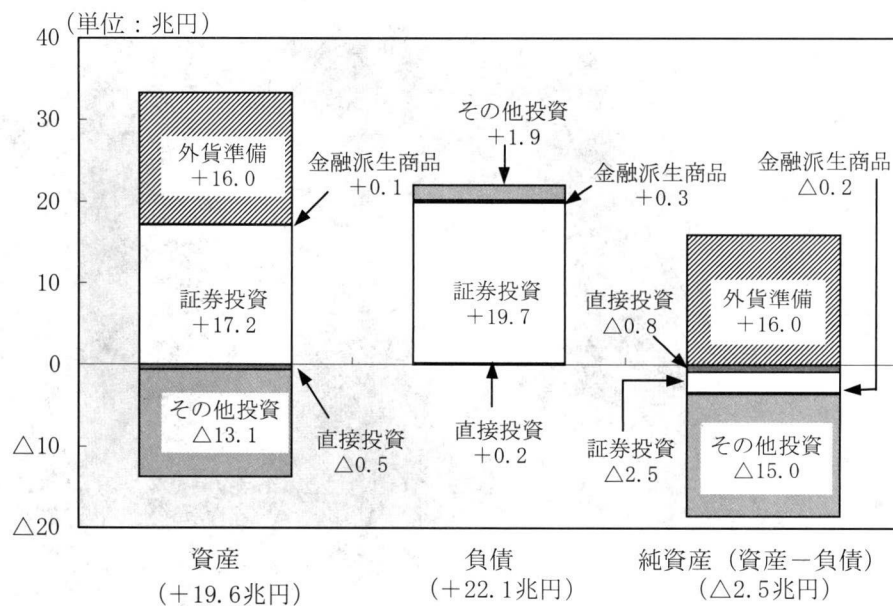 (単位:兆円)
40
30
20
10
0
△10
△20
外貨準備
+16.0
金融派生商品
+0.1
証券投資
+17.2
その他投資
△13.1
直接投資
△0.5
その他投資
+1.9
金融派生商品
+0.3
証券投資
+19.7
直接投資
+0.2
金融派生商品
△0.2
直接投資
△0.8
外貨準備
+16.0
証券投資
△2.5
その他投資
△15.0
資産
(+19.6兆円)
負債
(+22.1兆円)
純資産(資産-負債)
(△2.5兆円)